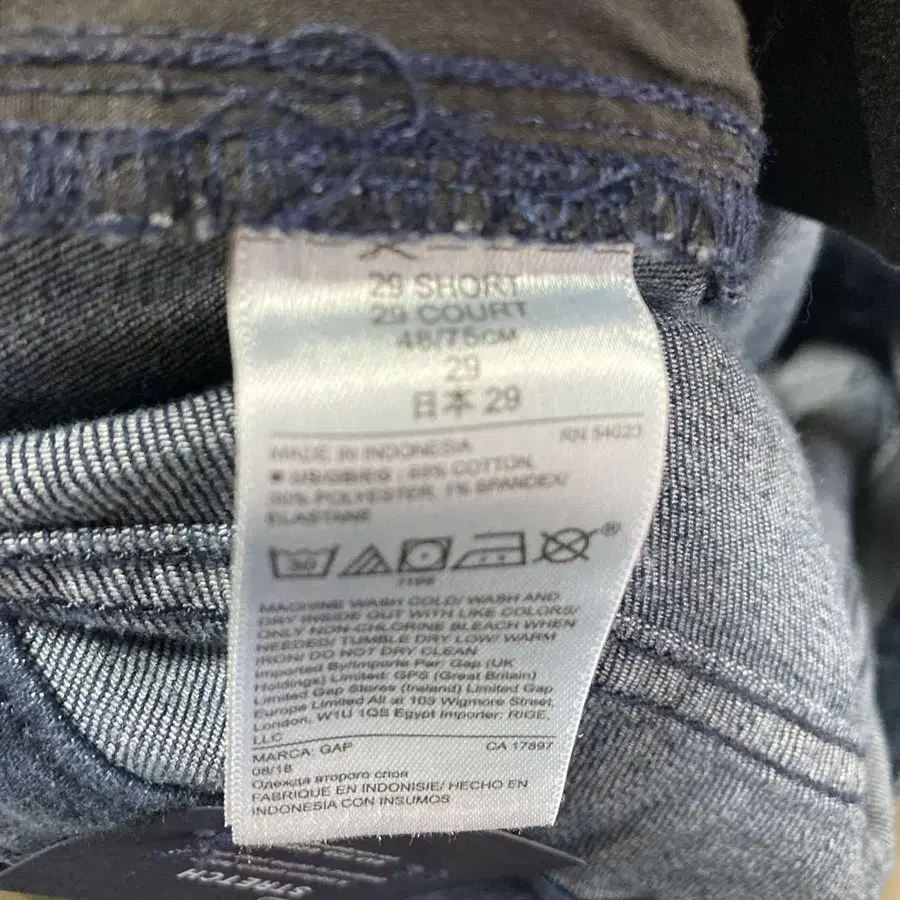 29 SHORT
29 COURT
48/75CM
29
日本 29
MADE IN INDONESIA
RN 54023
US/GB/EG : COTTON,
POLYESTER, 1% SPANDEX/
ELASTANE
30
MACHINE WASH COLD/ WASH AND
DRY INSIDE OUT WITH LIKE COLORS/
ONLY NON-CHLORINE BLEACH WHEN
NEEDED/ TUMBLE DRY LOW/ WARM
IRON/ DO NOT DRY CLEAN
Imported By/Importe Par: Gap (UK
Holdings) Limited: GPS (Great Britain)
Limited Gap Stores (Ireland) Limited Gap
Europe Limited All at 103 Wigmore Street,
London, W1U 1QS Egypt Importer: RIGE,
LLC
MARCA: GAP
CA 17897
08/18
Одежда второго слоя
FABRIQUE EN INDONISIE/ HECHO EN
INDONESIA CON INSUMOS
STRETCH